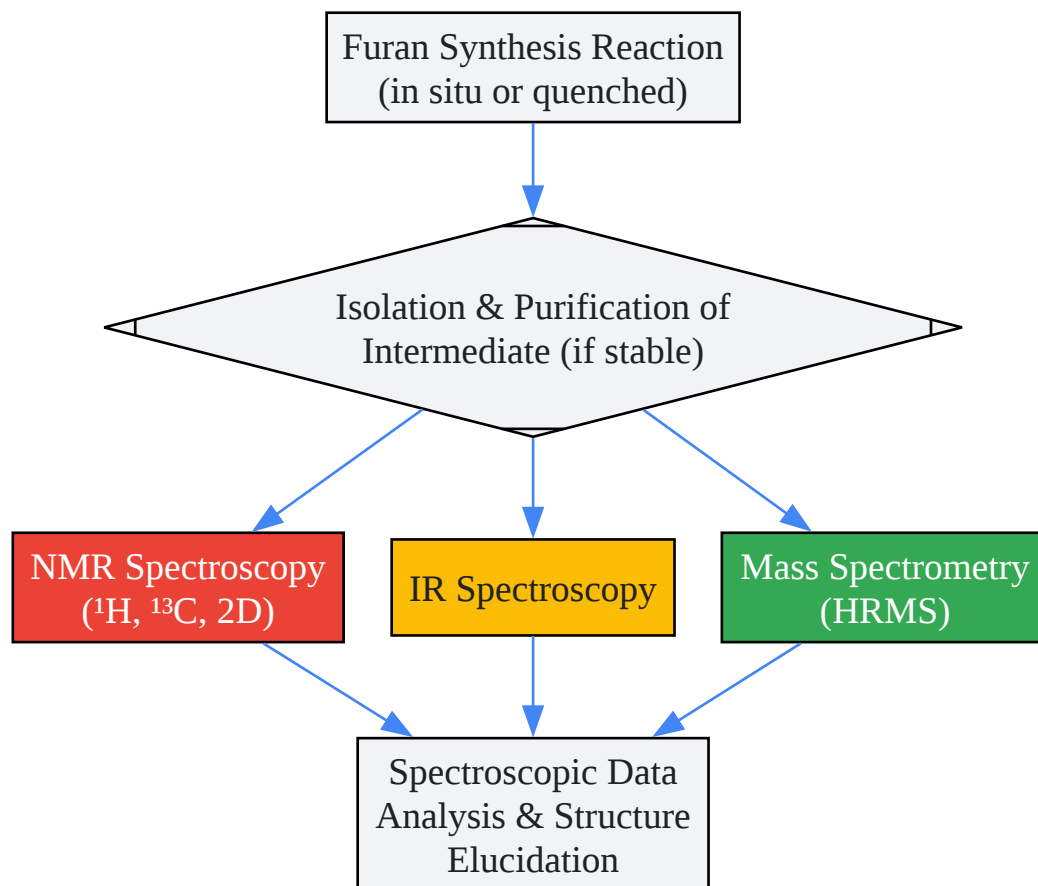 Furan Synthesis Reaction
(in situ or quenched)
Isolation & Purification of
Intermediate (if stable)
NMR Spectroscopy
(¹H, ¹³C, 2D)
IR Spectroscopy
Mass Spectrometry
(HRMS)
Spectroscopic Data
Analysis & Structure
Elucidation